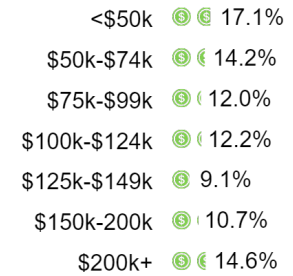 <$50k 17.1%
$50k-$74k 14.2%
$75k-$99k 12.0%
$100k-$124k 12.2%
$125k-$149k 9.1%
$150k-200k 10.7%
$200k+ 14.6%